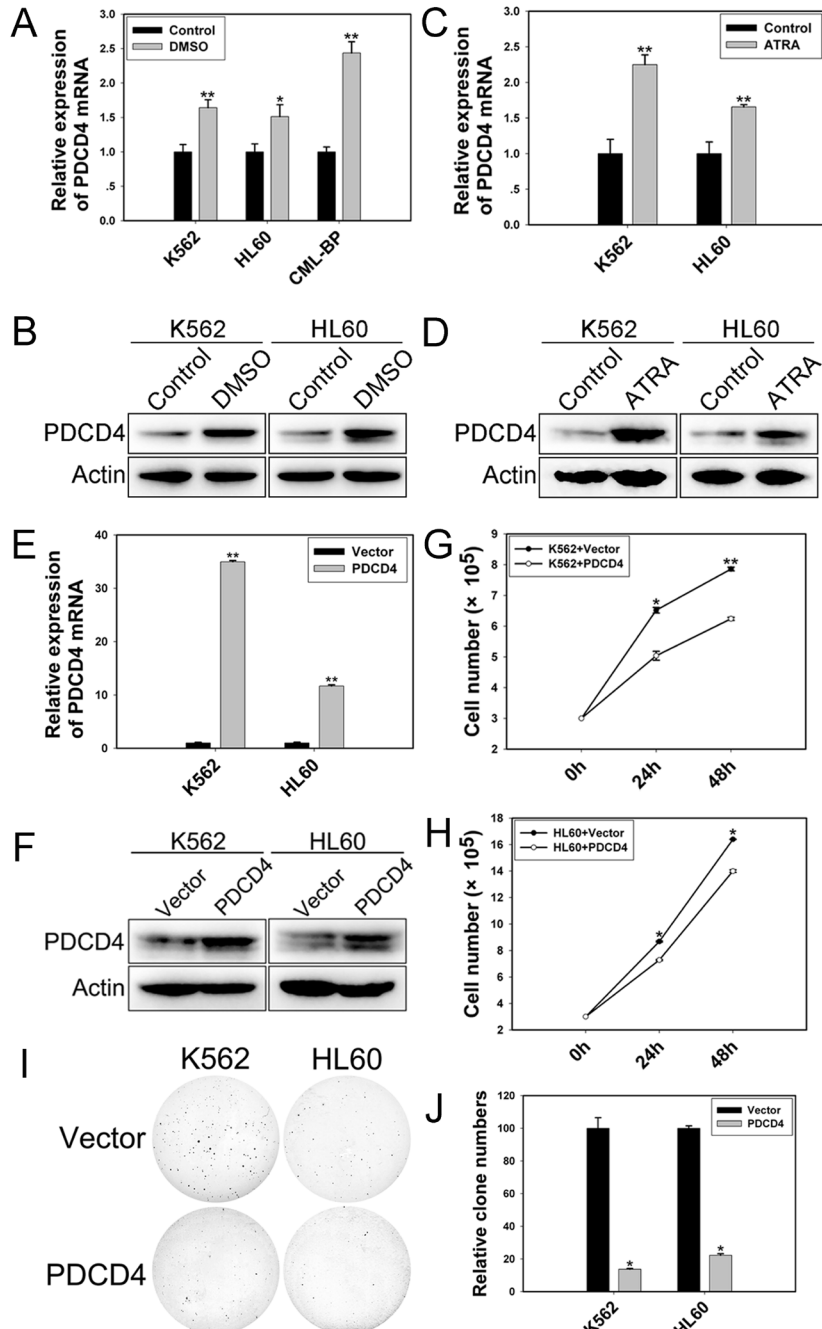 A
Relative expression
of PDCD4 mRNA
3.0
2.5
2.0
1.5
1.0
.5
0.0
Control
DMSO
**
*
**
K562
HL60
CML-BP
C
Relative expression
of PDCD4 mRNA
3.0
2.5
2.0
1.5
1.0
.5
0.0
Control
ATRA
**
**
K562
HL60
B
K562
HL60
Control
DMSO
Control
DMSO
PDCD4
Actin
D
K562
HL60
Control
ATRA
Control
ATRA
PDCD4
Actin
E
Relative expression
of PDCD4 mRNA
40
30
20
10
0
Vector
PDCD4
**
**
K562
HL60
G
Cell number (× 10⁵)
9
8
7
6
5
4
3
2
K562+Vector
K562+PDCD4
*
**
0h
24h
48h
F
K562
HL60
Vector
PDCD4
Vector
PDCD4
PDCD4
Actin
H
Cell number (× 10⁵)
18
16
14
12
10
8
6
4
2
HL60+Vector
HL60+PDCD4
*
*
0h
24h
48h
I
K562
HL60
Vector
PDCD4
J
Relative clone numbers
120
100
80
60
40
20
0
Vector
PDCD4
*
*
K562
HL60